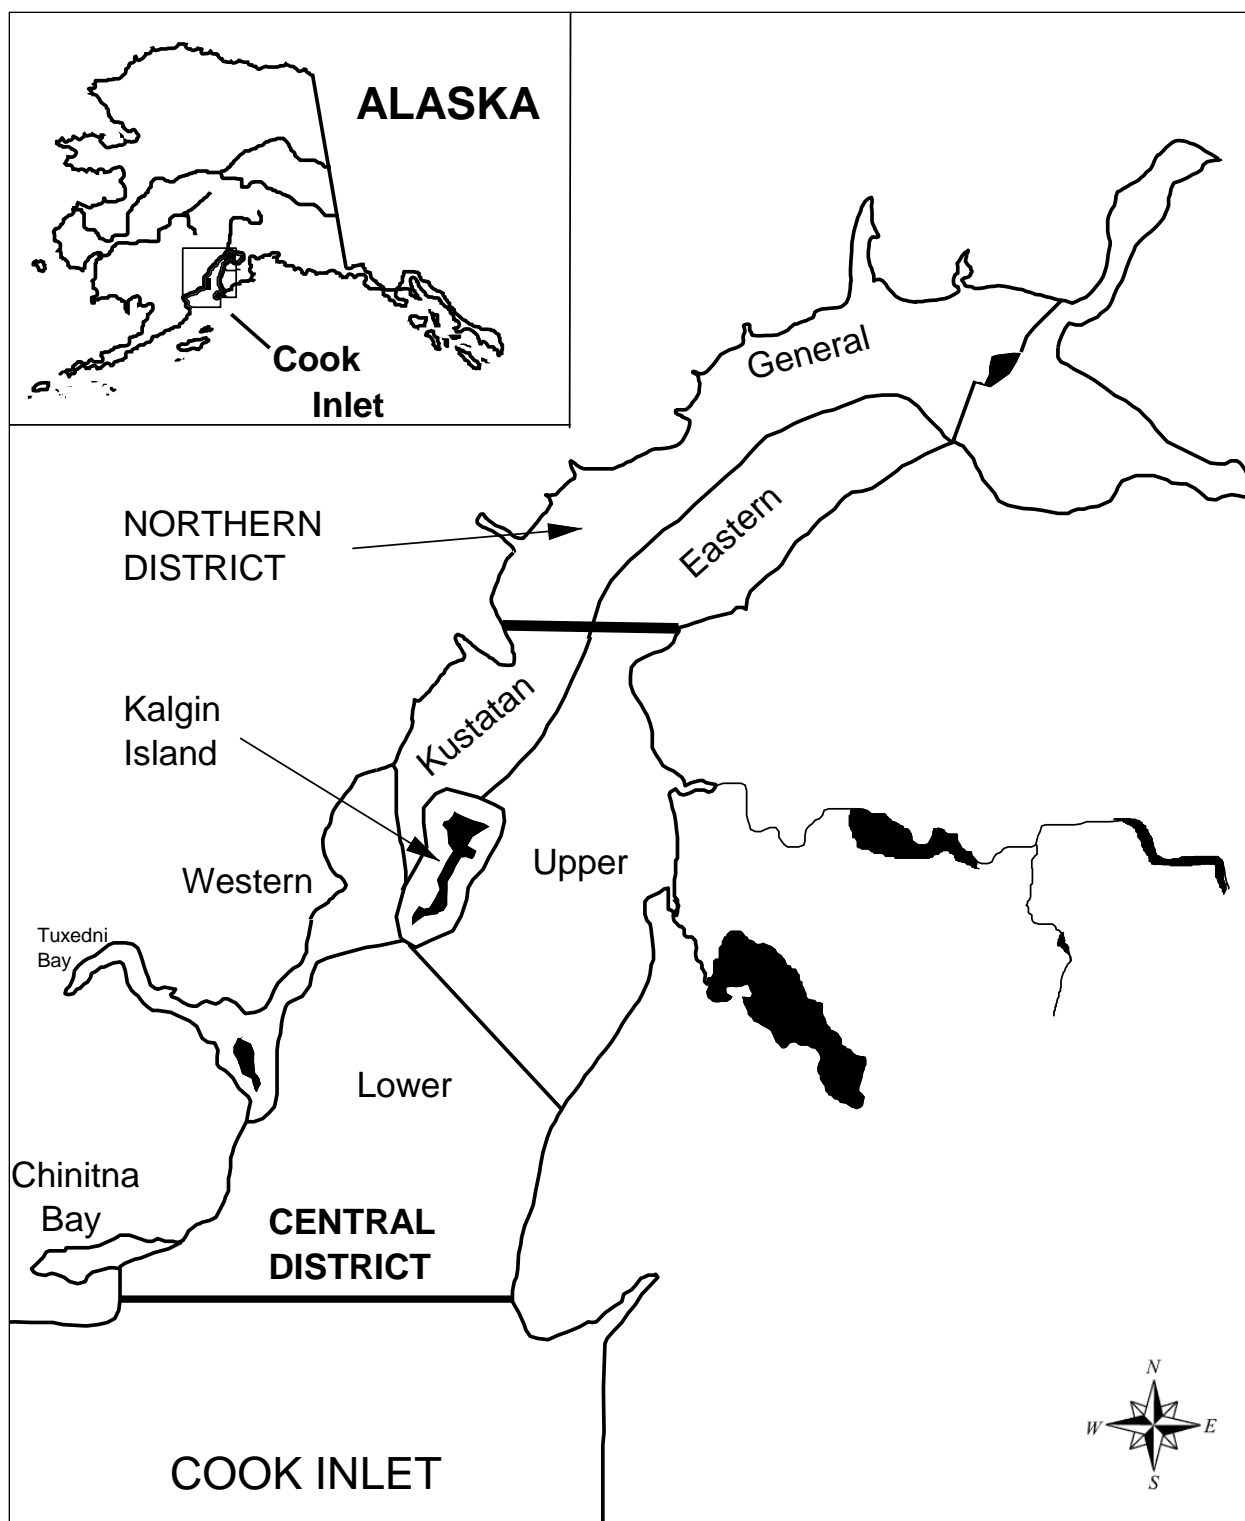 ALASKA
Cook
Inlet
General
NORTHERN
DISTRICT
Eastern
Kalgin
Island
Kustatan
Upper
Western
Tuxedni
Bay
Lower
Chinitna
Bay
CENTRAL
DISTRICT
N
W
E
S
COOK INLET